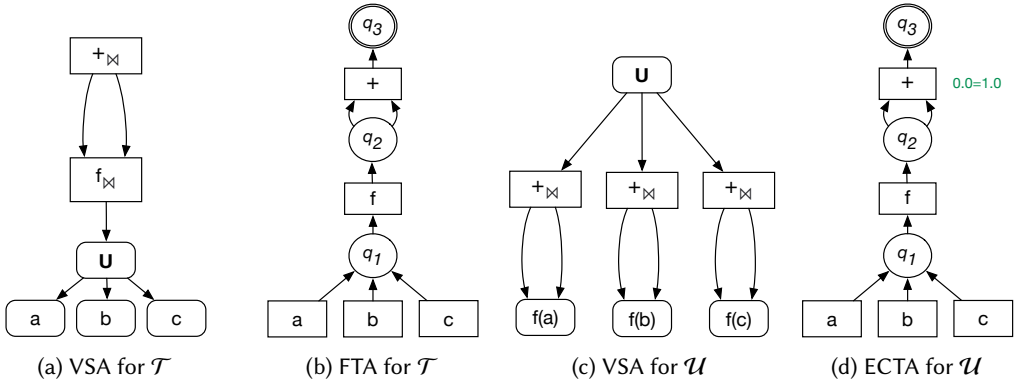 +⋈
f⋈
U
a b c
(a) VSA for 𝒯
q3
+
q2
f
q1
a b c
(b) FTA for 𝒯
U
+⋈ +⋈ +⋈
f(a) f(b) f(c)
(c) VSA for 𝒰
q3
+ 0.0=1.0
q2
f
q1
a b c
(d) ECTA for 𝒰